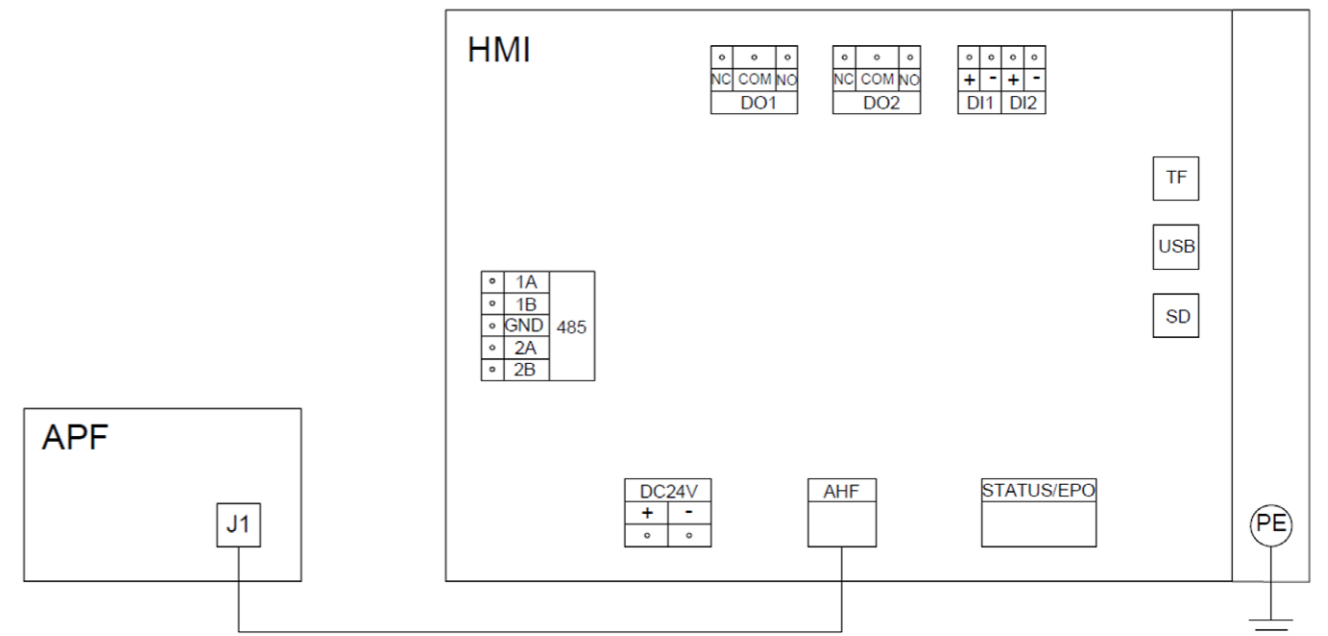 HMI
NC COM NO
DO1
NC COM NO
DO2
+ - + -
DI1 DI2
TF
USB
SD
1A
1B
GND
2A
2B
485
APF
J1
DC24V
+ -
AHF
STATUS/EPO
PE